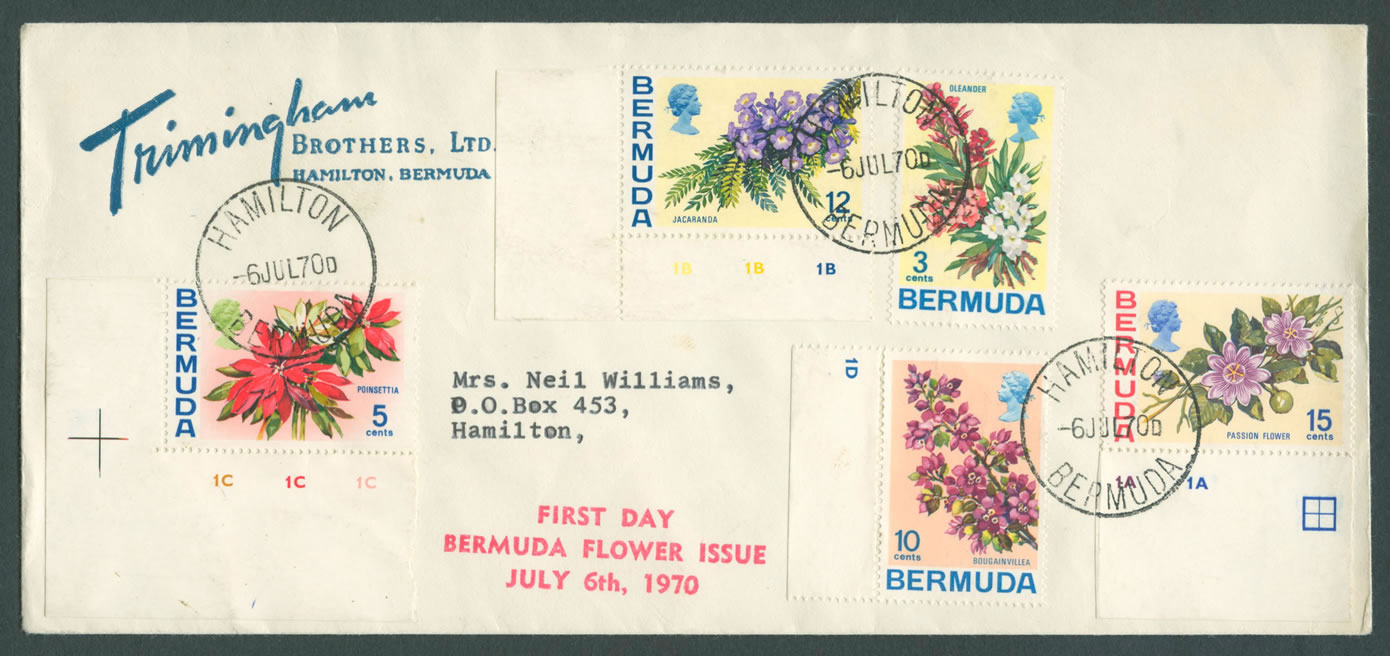 Trimingham
BROTHERS, LTD.
HAMILTON, BERMUDA
HAMILTON
-6JUL70D
BERMUDA
BERMUDA
POINSETTIA
5
cents
1C 1C 1C
BERMUDA
JACARANDA
12
cents
1B 1B 1B
HAMILTON
-6JUL70D
BERMUDA
OLEANDER
3
cents
BERMUDA
Mrs. Neil Williams,
P.O.Box 453,
Hamilton,
FIRST DAY
BERMUDA FLOWER ISSUE
JULY 6th, 1970
1D
10
cents
BOUGAINVILLEA
BERMUDA
HAMILTON
-6JUL70D
BERMUDA
BERMUDA
PASSION FLOWER
15
cents
1A 1A